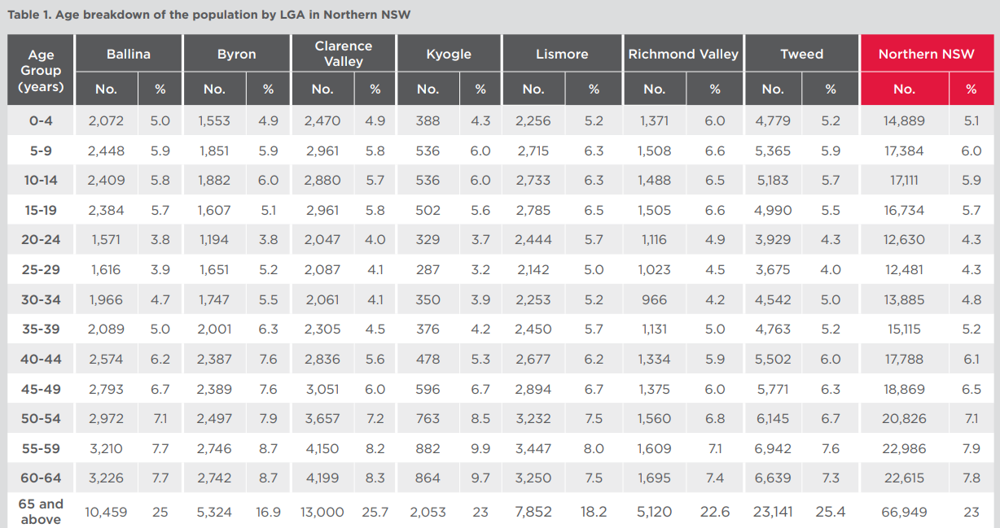 Table 1. Age breakdown of the population by LGA in Northern NSW
Age Group (years) Ballina Byron Clarence Valley Kyogle Lismore Richmond Valley Tweed Northern NSW
No. % No. % No. % No. % No. % No. % No. % No. %
0-4 2,072 5.0 1,553 4.9 2,470 4.9 388 4.3 2,256 5.2 1,371 6.0 4,779 5.2 14,889 5.1
5-9 2,448 5.9 1,851 5.9 2,961 5.8 536 6.0 2,715 6.3 1,508 6.6 5,365 5.9 17,384 6.0
10-14 2,409 5.8 1,882 6.0 2,880 5.7 536 6.0 2,733 6.3 1,488 6.5 5,183 5.7 17,111 5.9
15-19 2,384 5.7 1,607 5.1 2,961 5.8 502 5.6 2,785 6.5 1,505 6.6 4,990 5.5 16,734 5.7
20-24 1,571 3.8 1,194 3.8 2,047 4.0 329 3.7 2,444 5.7 1,116 4.9 3,929 4.3 12,630 4.3
25-29 1,616 3.9 1,651 5.2 2,087 4.1 287 3.2 2,142 5.0 1,023 4.5 3,675 4.0 12,481 4.3
30-34 1,966 4.7 1,747 5.5 2,061 4.1 350 3.9 2,253 5.2 966 4.2 4,542 5.0 13,885 4.8
35-39 2,089 5.0 2,001 6.3 2,305 4.5 376 4.2 2,450 5.7 1,131 5.0 4,763 5.2 15,115 5.2
40-44 2,574 6.2 2,387 7.6 2,836 5.6 478 5.3 2,677 6.2 1,334 5.9 5,502 6.0 17,788 6.1
45-49 2,793 6.7 2,389 7.6 3,051 6.0 596 6.7 2,894 6.7 1,375 6.0 5,771 6.3 18,869 6.5
50-54 2,972 7.1 2,497 7.9 3,657 7.2 763 8.5 3,232 7.5 1,560 6.8 6,145 6.7 20,826 7.1
55-59 3,210 7.7 2,746 8.7 4,150 8.2 882 9.9 3,447 8.0 1,609 7.1 6,942 7.6 22,986 7.9
60-64 3,226 7.7 2,742 8.7 4,199 8.3 864 9.7 3,250 7.5 1,695 7.4 6,639 7.3 22,615 7.8
65 and above 10,459 25 5,324 16.9 13,000 25.7 2,053 23 7,852 18.2 5,120 22.6 23,141 25.4 66,949 23